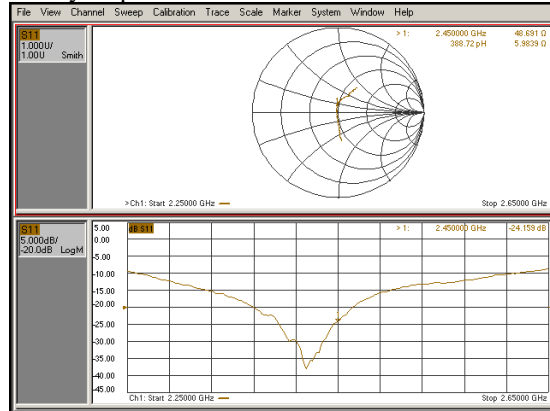 File View Channel Sweep Calibration Trace Scale Marker System Window Help
S11
1.000U/
1.00U Smith
> 1: 2.450000 GHz 48.691 Ω
388.72 pH 5.9839 Ω
>Ch1: Start 2.25000 GHz
Stop 2.65000 GHz
S11
5.000dB/
-20.0dB LogM
5.00
dB S11
> 1: 2.450000 GHz -24.159 dB
0.00
-5.00
-10.00
-15.00
-20.00
-25.00
-30.00
-35.00
-40.00
-45.00
Ch1: Start 2.25000 GHz
Stop 2.65000 GHz